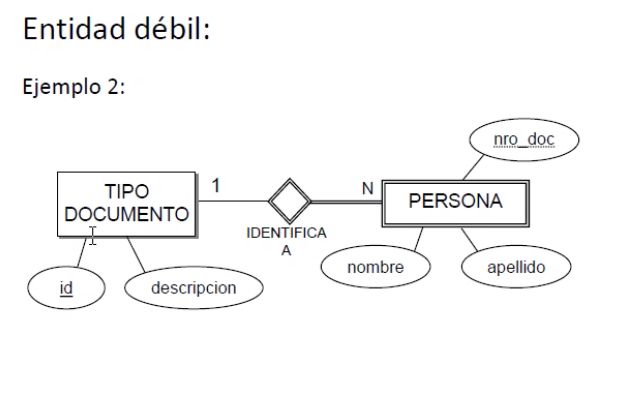 Entidad débil:
Ejemplo 2:
nro_doc
TIPO
DOCUMENTO
1
N
PERSONA
IDENTIFICA
A
id
descripcion
nombre
apellido